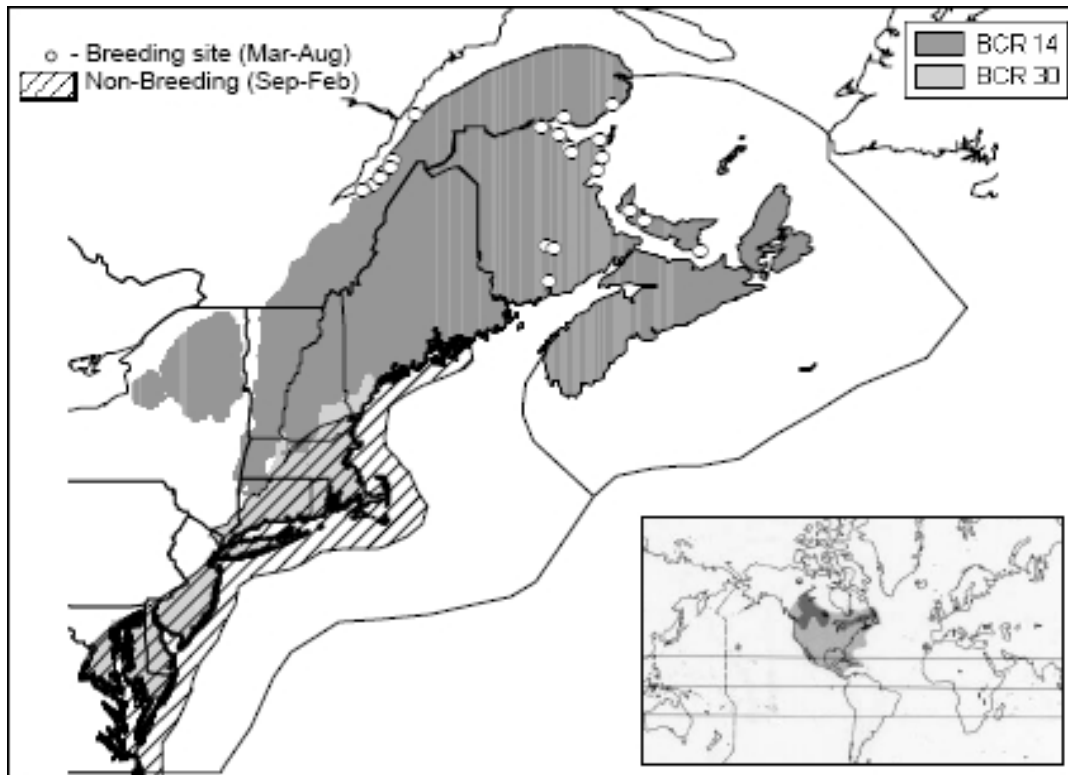 ○ - Breeding site (Mar-Aug)
Non-Breeding (Sep-Feb)
BCR 14
BCR 30